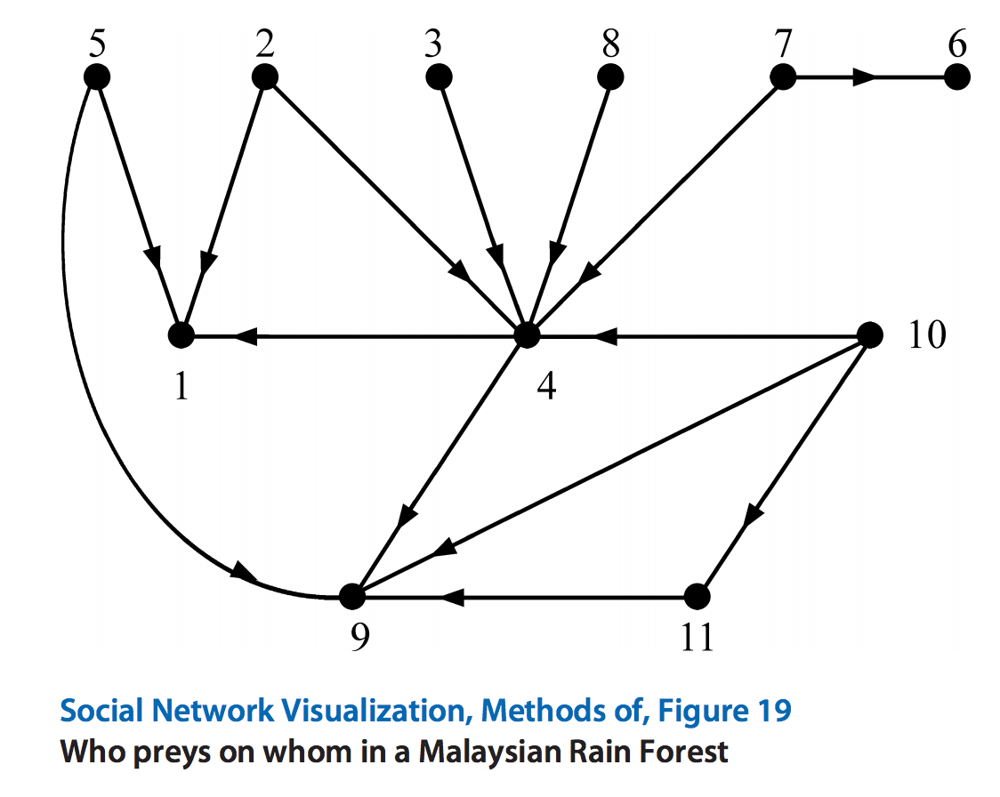 5 2 3 8 7 6
1 4 10
9 11
Social Network Visualization, Methods of, Figure 19
Who preys on whom in a Malaysian Rain Forest